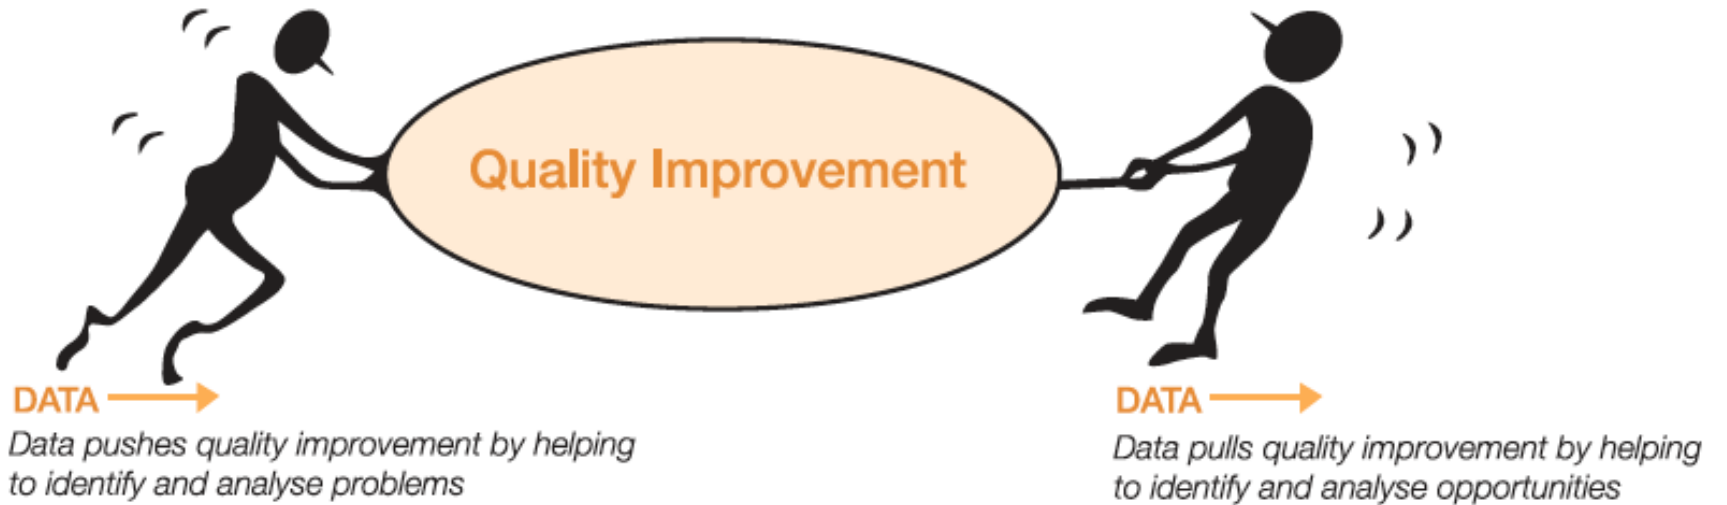 Quality Improvement
DATA
Data pushes quality improvement by helping
to identify and analyse problems
DATA
Data pulls quality improvement by helping
to identify and analyse opportunities